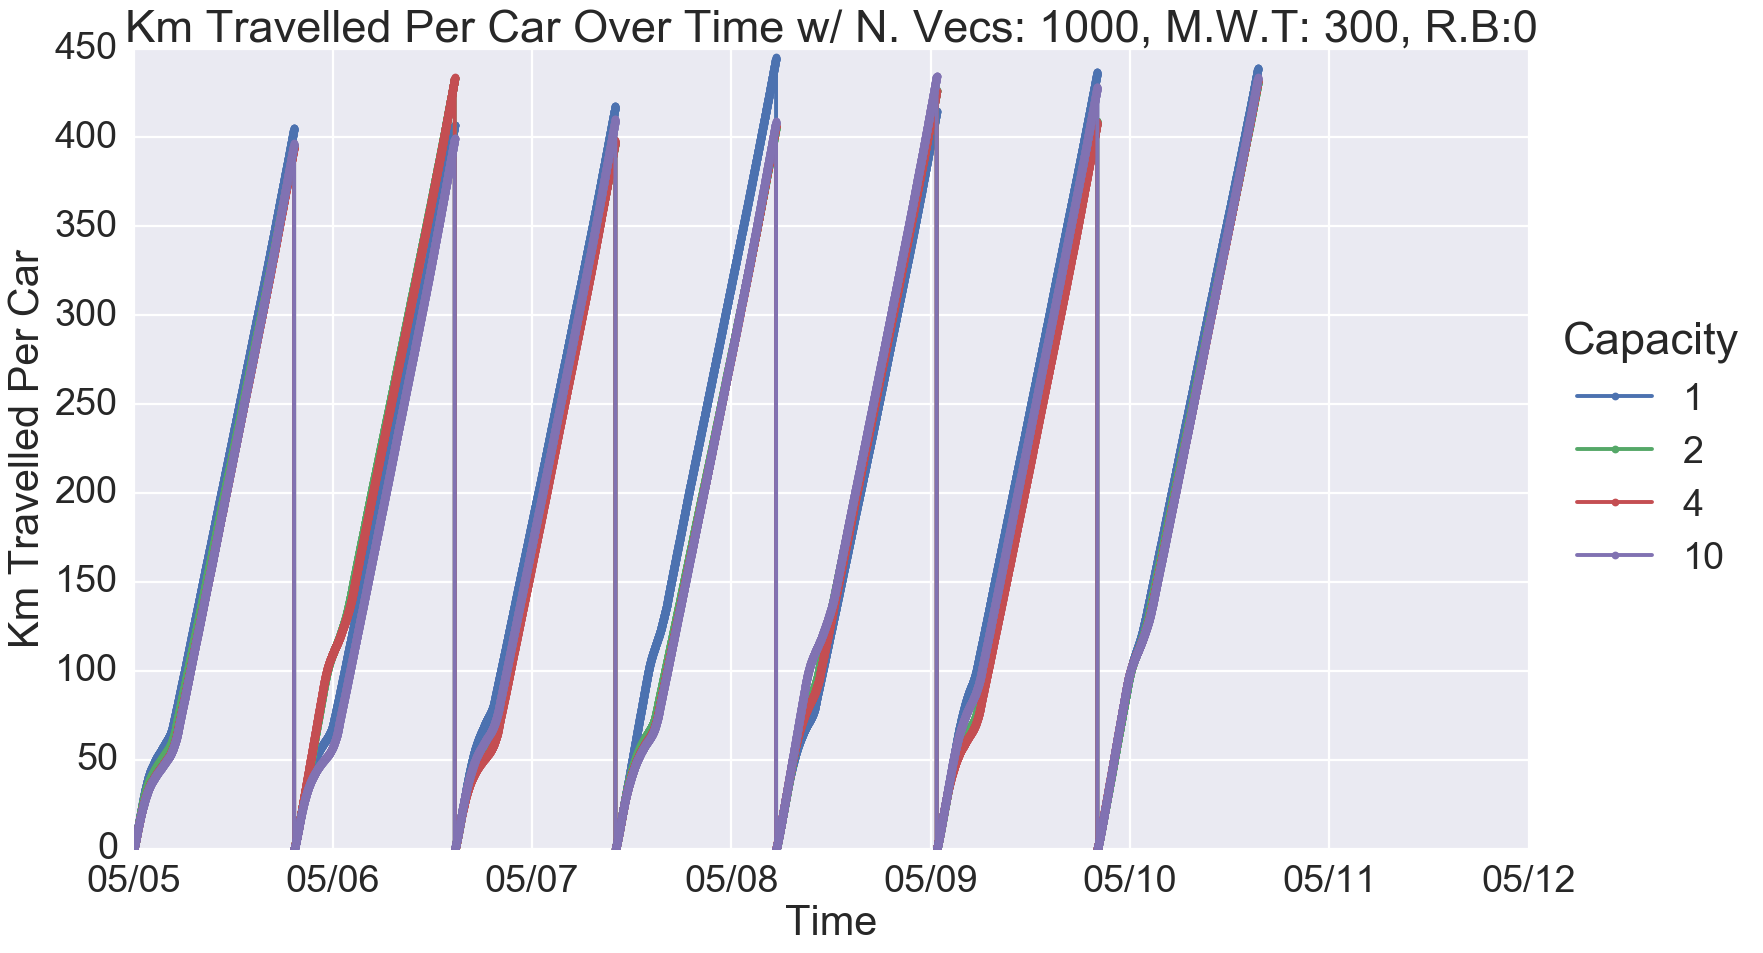 Km Travelled Per Car Over Time w/ N. Vecs: 1000, M.W.T: 300, R.B:0
Km Travelled Per Car
450
400
350
300
250
200
150
100
50
0
05/05 05/06 05/07 05/08 05/09 05/10 05/11 05/12
Time
Capacity
1
2
4
10